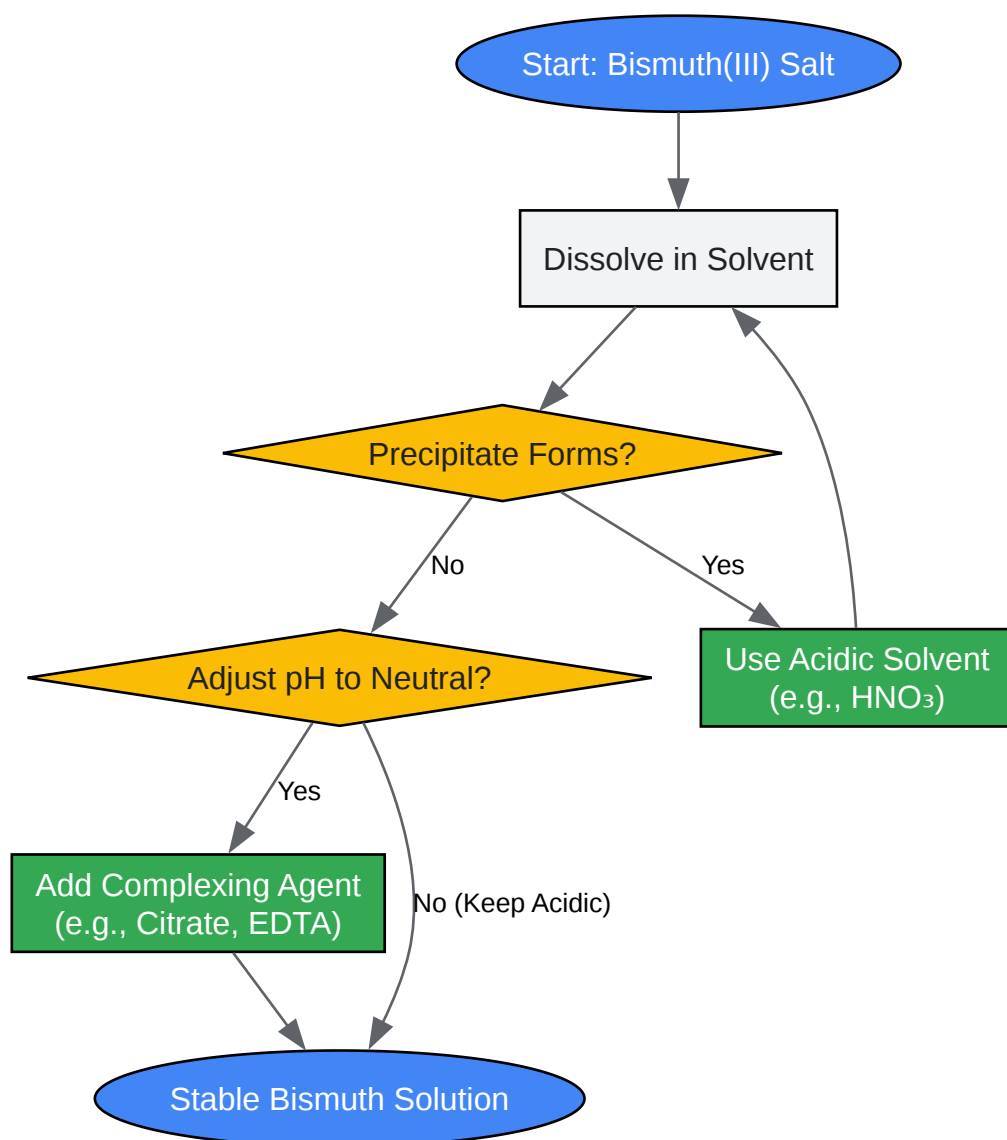 Start: Bismuth(III) Salt
Dissolve in Solvent
Precipitate Forms?
No
Yes
Use Acidic Solvent
(e.g., HNO₃)
Adjust pH to Neutral?
Yes
Add Complexing Agent
(e.g., Citrate, EDTA)
No (Keep Acidic)
Stable Bismuth Solution